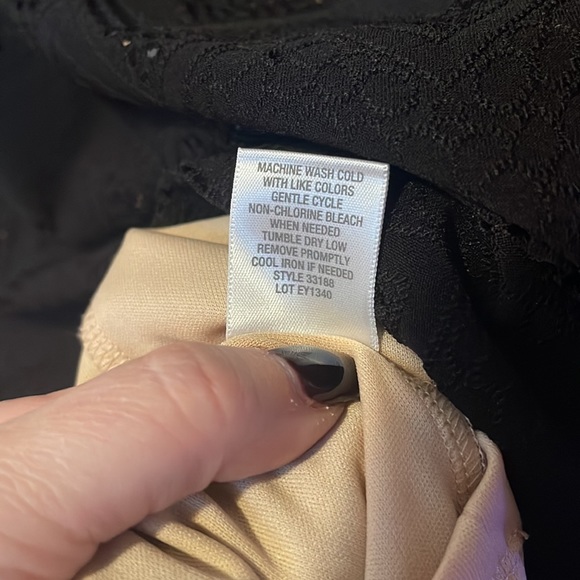 MACHINE WASH COLD
WITH LIKE COLORS
GENTLE CYCLE
NON-CHLORINE BLEACH
WHEN NEEDED
TUMBLE DRY LOW
REMOVE PROMPTLY
COOL IRON IF NEEDED
STYLE 33188
LOT EY1340